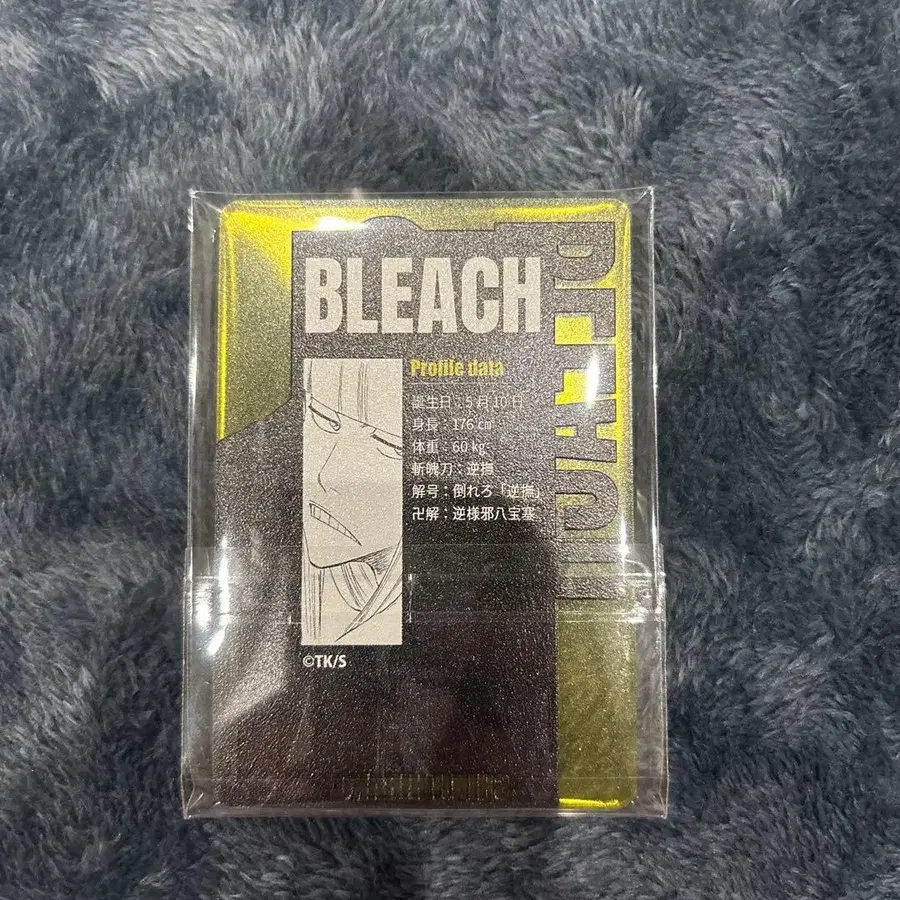 BLEACH
BLEACH
Profile data
誕生日：5月10日
身長：176㎝
体重：60㎏
斬魄刀：逆撫
解号：倒れろ「逆撫」
卍解：逆様邪八宝塞
©TK/S